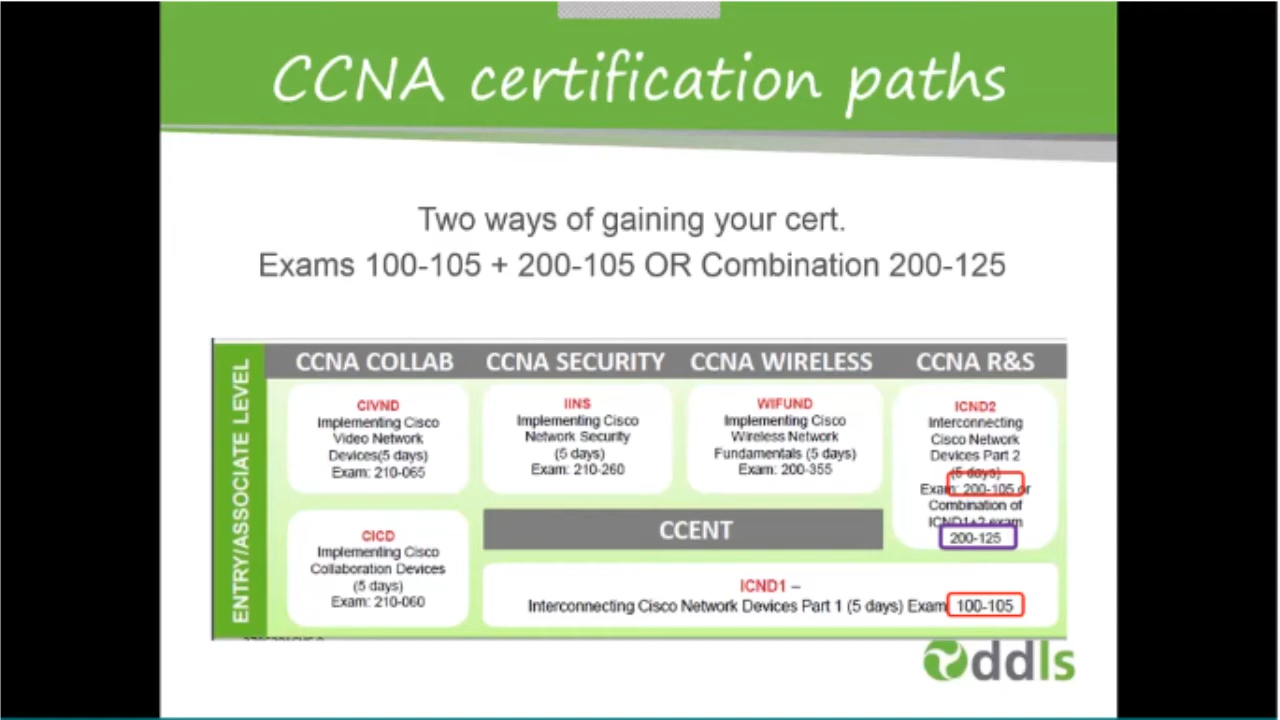 CCNA certification paths
Two ways of gaining your cert.
Exams 100-105 + 200-105 OR Combination 200-125
ENTRY/ASSOCIATE LEVEL
CCNA COLLAB
CIVND
Implementing Cisco
Video Network
Devices(5 days)
Exam: 210-065
CICD
Implementing Cisco
Collaboration Devices
(5 days)
Exam: 210-060
CCNA SECURITY
IINS
Implementing Cisco
Network Security
(5 days)
Exam: 210-260
CCNA WIRELESS
WIFUND
Implementing Cisco
Wireless Network
Fundamentals (5 days)
Exam: 200-355
CCNA R&S
ICND2
Interconnecting
Cisco Network
Devices Part 2
(5 days)
Exam: 200-105 or
Combination of
ICND1+2 exam
200-125
CCENT
ICND1 –
Interconnecting Cisco Network Devices Part 1 (5 days) Exam 100-105
ddls